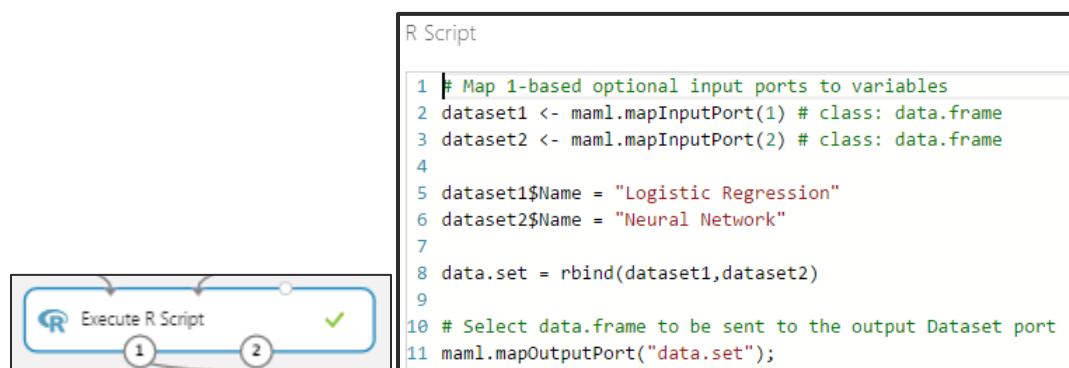 R Script
1 # Map 1-based optional input ports to variables
2 dataset1 <- maml.mapInputPort(1) # class: data.frame
3 dataset2 <- maml.mapInputPort(2) # class: data.frame
4
5 dataset1$Name = "Logistic Regression"
6 dataset2$Name = "Neural Network"
7
8 data.set = rbind(dataset1,dataset2)
9
10 # Select data.frame to be sent to the output Dataset port
11 maml.mapOutputPort("data.set");
R Execute R Script
1 2